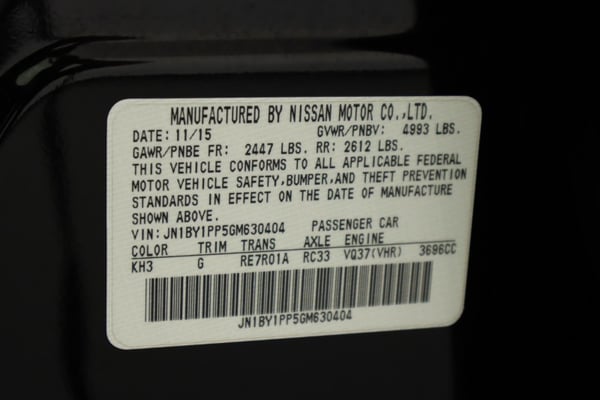 MANUFACTURED BY NISSAN MOTOR CO.,LTD.
DATE: 11/15 GVWR/PNBV: 4993 LBS.
GAWR/PNBE FR: 2447 LBS. RR: 2612 LBS.
THIS VEHICLE CONFORMS TO ALL APPLICABLE FEDERAL
MOTOR VEHICLE SAFETY,BUMPER,AND THEFT PREVENTION
STANDARDS IN EFFECT ON THE DATE OF MANUFACTURE
SHOWN ABOVE.
VIN: JN1BY1PP5GM630404 PASSENGER CAR
COLOR TRIM TRANS AXLE ENGINE
KH3 G RE7R01A RC33 VQ37(VHR) 3696CC
JN1BY1PP5GM630404